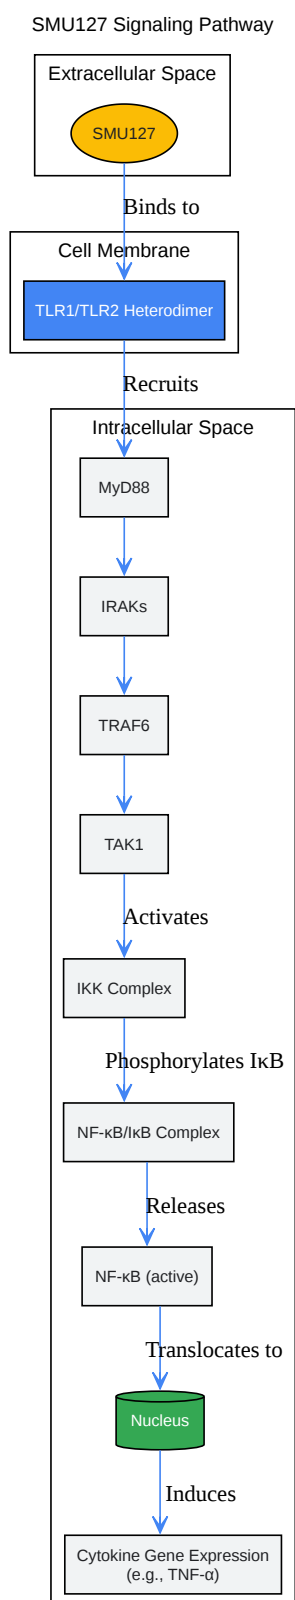 SMU127 Signaling Pathway
Extracellular Space
SMU127
Binds to
Cell Membrane
TLR1/TLR2 Heterodimer
Recruits
Intracellular Space
MyD88
IRAKs
TRAF6
TAK1
Activates
IKK Complex
Phosphorylates IκB
NF-κB/IκB Complex
Releases
NF-κB (active)
Translocates to
Nucleus
Induces
Cytokine Gene Expression
(e.g., TNF-α)